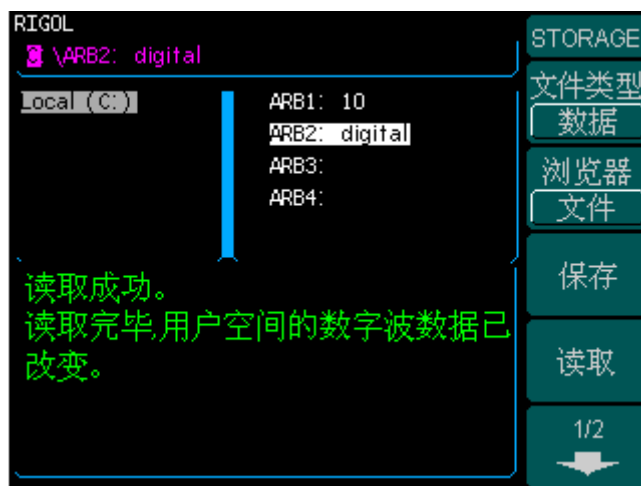 RIGOL
STORAGE
C \ARB2: digital
文件类型
数据
Local (C:)
ARB1: 10
ARB2: digital
ARB3:
ARB4:
浏览器
文件
保存
读取成功。
读取完毕,用户空间的数字波数据已
改变。
读取
1/2